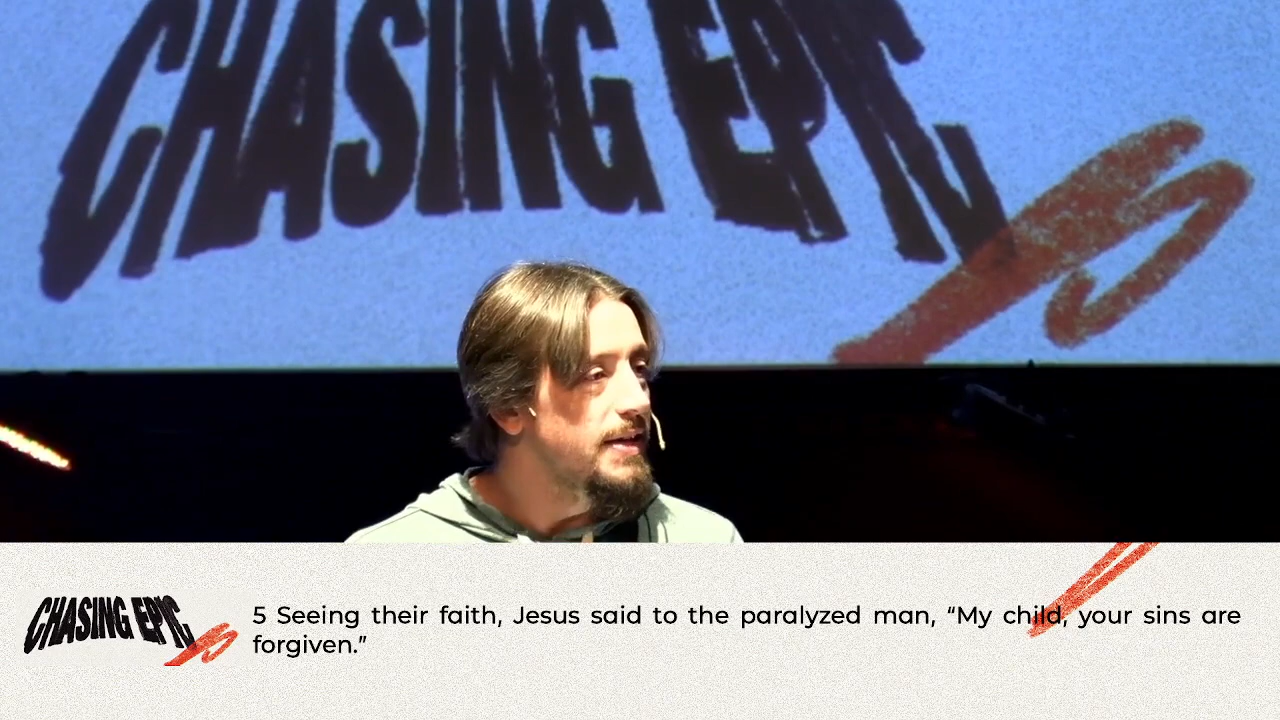 CHASING EPIC
CHASING EPIC
5 Seeing their faith, Jesus said to the paralyzed man, “My child, your sins are
forgiven.”